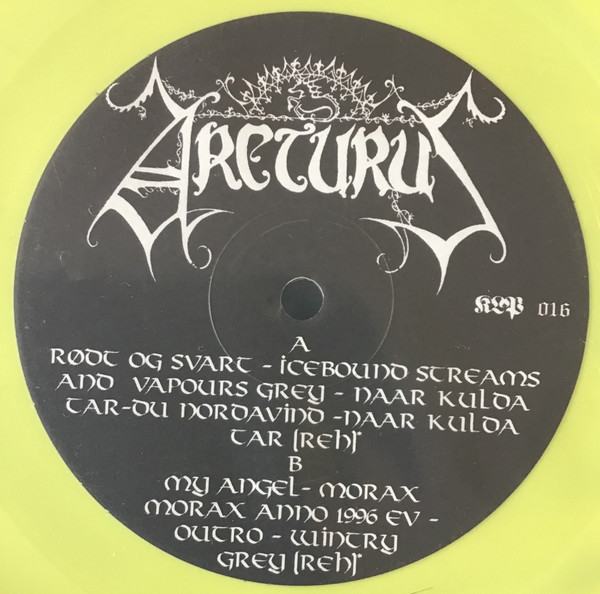 ARCTURUS
KLP 016
A
RØDT OG SVART - ICEBOUND STREAMS
AND VAPOURS GREY - NAAR KULDA
TAR-DU NORDAVIND -NAAR KULDA
TAR (REH)*
B
MY ANGEL- MORAX
MORAX ANNO 1996 EV -
OUTRO - WINTRY
GREY (REH)*